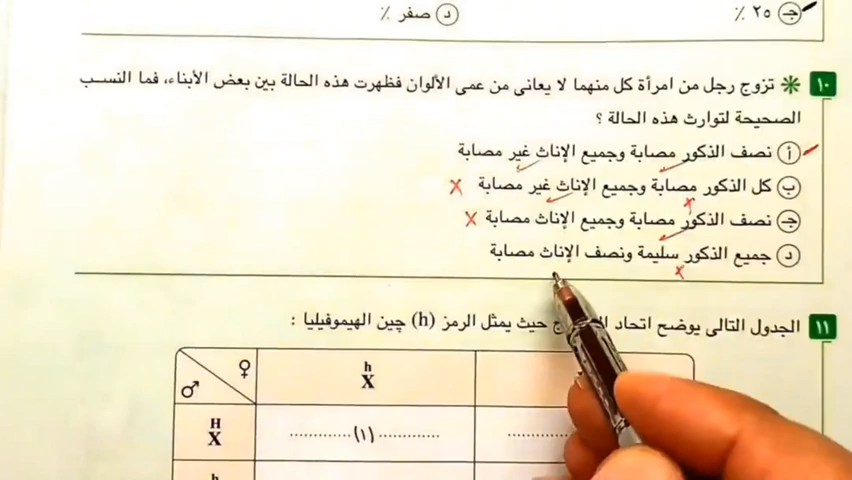 ج ٢٥ ٪ د صفر ٪
١٠ تزوج رجل من امرأة كل منهما لا يعانى من عمى الألوان فظهرت هذه الحالة بين بعض الأبناء، فما النسب
الصحيحة لتوارث هذه الحالة ؟
أ نصف الذكور مصابة وجميع الإناث غير مصابة
ب كل الذكور مصابة وجميع الإناث غير مصابة
ج نصف الذكور مصابة وجميع الإناث مصابة
د جميع الذكور سليمة ونصف الإناث مصابة
١١ الجدول التالى يوضح اتحاد حيث يمثل الرمز (h) چين الهيموفيليا :
♀ h
♂ X
H
X (١)
h